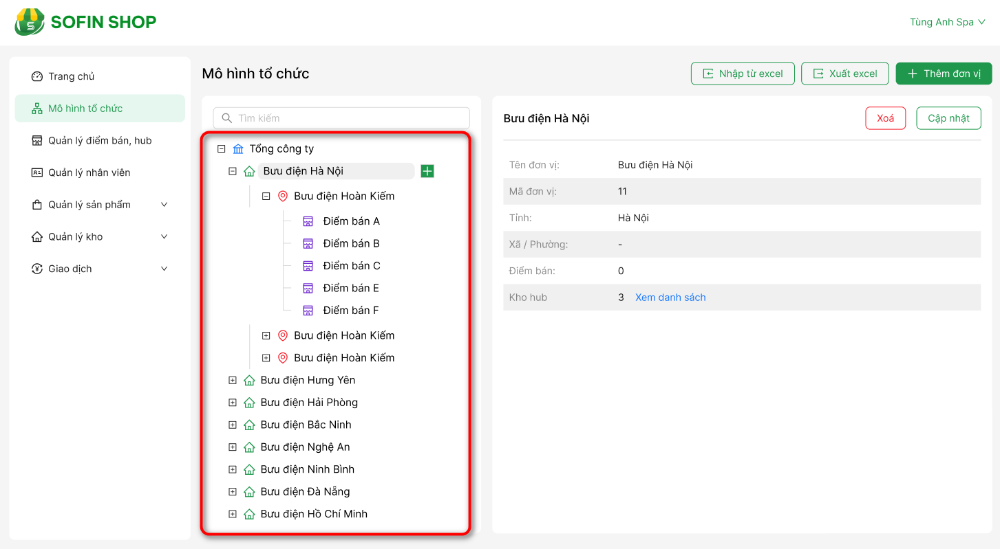 SOFIN SHOP
Tùng Anh Spa
Trang chủ
Mô hình tổ chức
Quản lý điểm bán, hub
Quản lý nhân viên
Quản lý sản phẩm
Quản lý kho
Giao dịch
Mô hình tổ chức
Nhập từ excel
Xuất excel
Thêm đơn vị
Tìm kiếm
Tổng công ty
Bưu điện Hà Nội
Bưu điện Hoàn Kiếm
Điểm bán A
Điểm bán B
Điểm bán C
Điểm bán E
Điểm bán F
Bưu điện Hoàn Kiếm
Bưu điện Hoàn Kiếm
Bưu điện Hưng Yên
Bưu điện Hải Phòng
Bưu điện Bắc Ninh
Bưu điện Nghệ An
Bưu điện Ninh Bình
Bưu điện Đà Nẵng
Bưu điện Hồ Chí Minh
Bưu điện Hà Nội
Xoá
Cập nhật
Tên đơn vị: Bưu điện Hà Nội
Mã đơn vị: 11
Tỉnh: Hà Nội
Xã / Phường: -
Điểm bán: 0
Kho hub 3 Xem danh sách